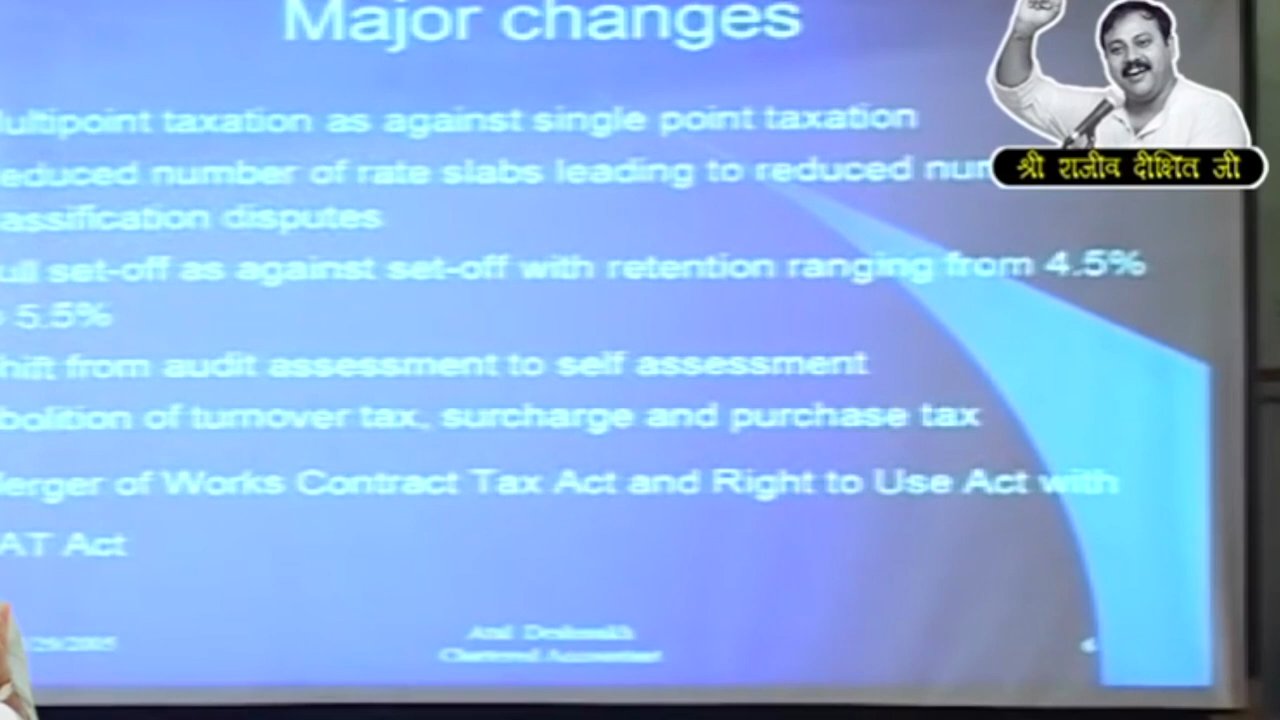 Major changes
ultipoint taxation as against single point taxation
श्री राजीव दीक्षित जी
educed number of rate slabs leading to reduced num
assification disputes
ull set-off as against set-off with retention ranging from 4.5%
5.5%
hift from audit assessment to self assessment
bolition of turnover tax, surcharge and purchase tax
erger of Works Contract Tax Act and Right to Use Act with
AT Act
29/2005
Chartered Accountant